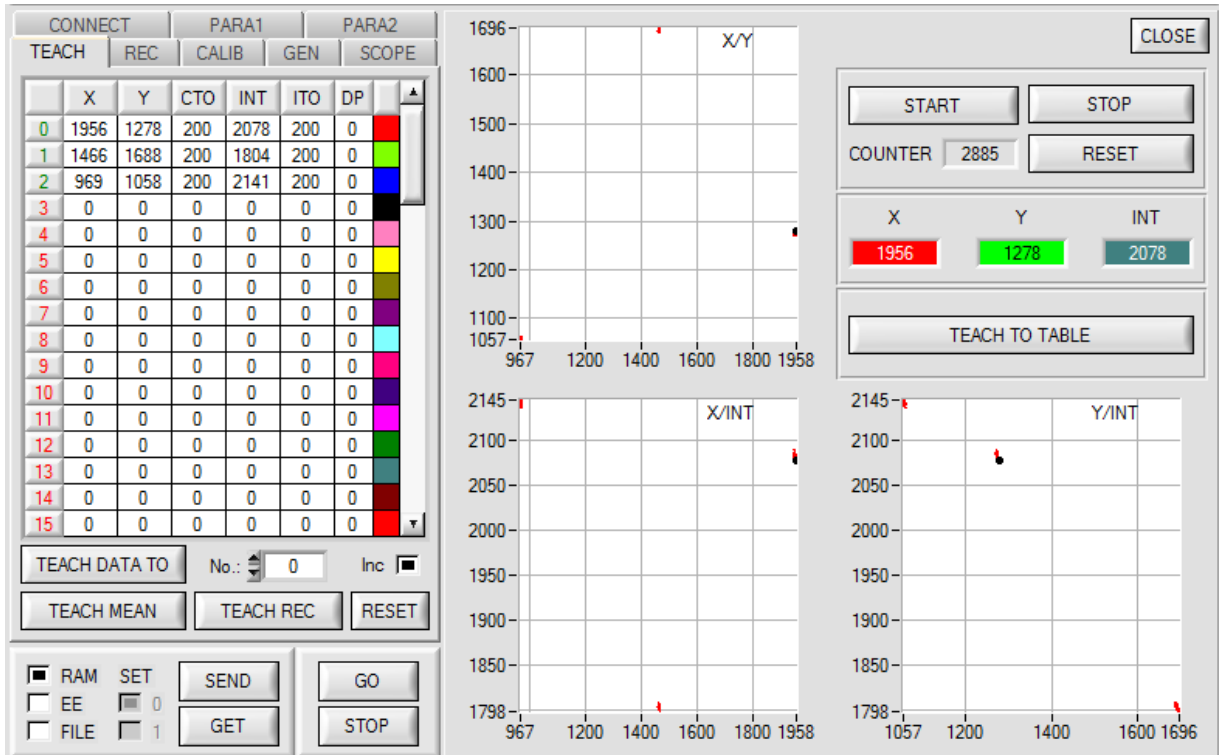 CONNECT PARA1 PARA2
TEACH REC CALIB GEN SCOPE
X Y CTO INT ITO DP
0 1956 1278 200 2078 200 0
1 1466 1688 200 1804 200 0
2 969 1058 200 2141 200 0
3 0 0 0 0 0 0
4 0 0 0 0 0 0
5 0 0 0 0 0 0
6 0 0 0 0 0 0
7 0 0 0 0 0 0
8 0 0 0 0 0 0
9 0 0 0 0 0 0
10 0 0 0 0 0 0
11 0 0 0 0 0 0
12 0 0 0 0 0 0
13 0 0 0 0 0 0
14 0 0 0 0 0 0
15 0 0 0 0 0 0
TEACH DATA TO No.: 0 Inc
TEACH MEAN TEACH REC RESET
RAM SET SEND GO
EE 0
FILE 1 GET STOP
X/Y
1696
1600
1500
1400
1300
1200
1100
1057
967 1200 1400 1600 1800 1958
CLOSE
START STOP
COUNTER 2885 RESET
X Y INT
1956 1278 2078
TEACH TO TABLE
X/INT
2145
2100
2050
2000
1950
1900
1850
1798
967 1200 1400 1600 1800 1958
Y/INT
2145
2100
2050
2000
1950
1900
1850
1798
1057 1200 1400 1600 1696